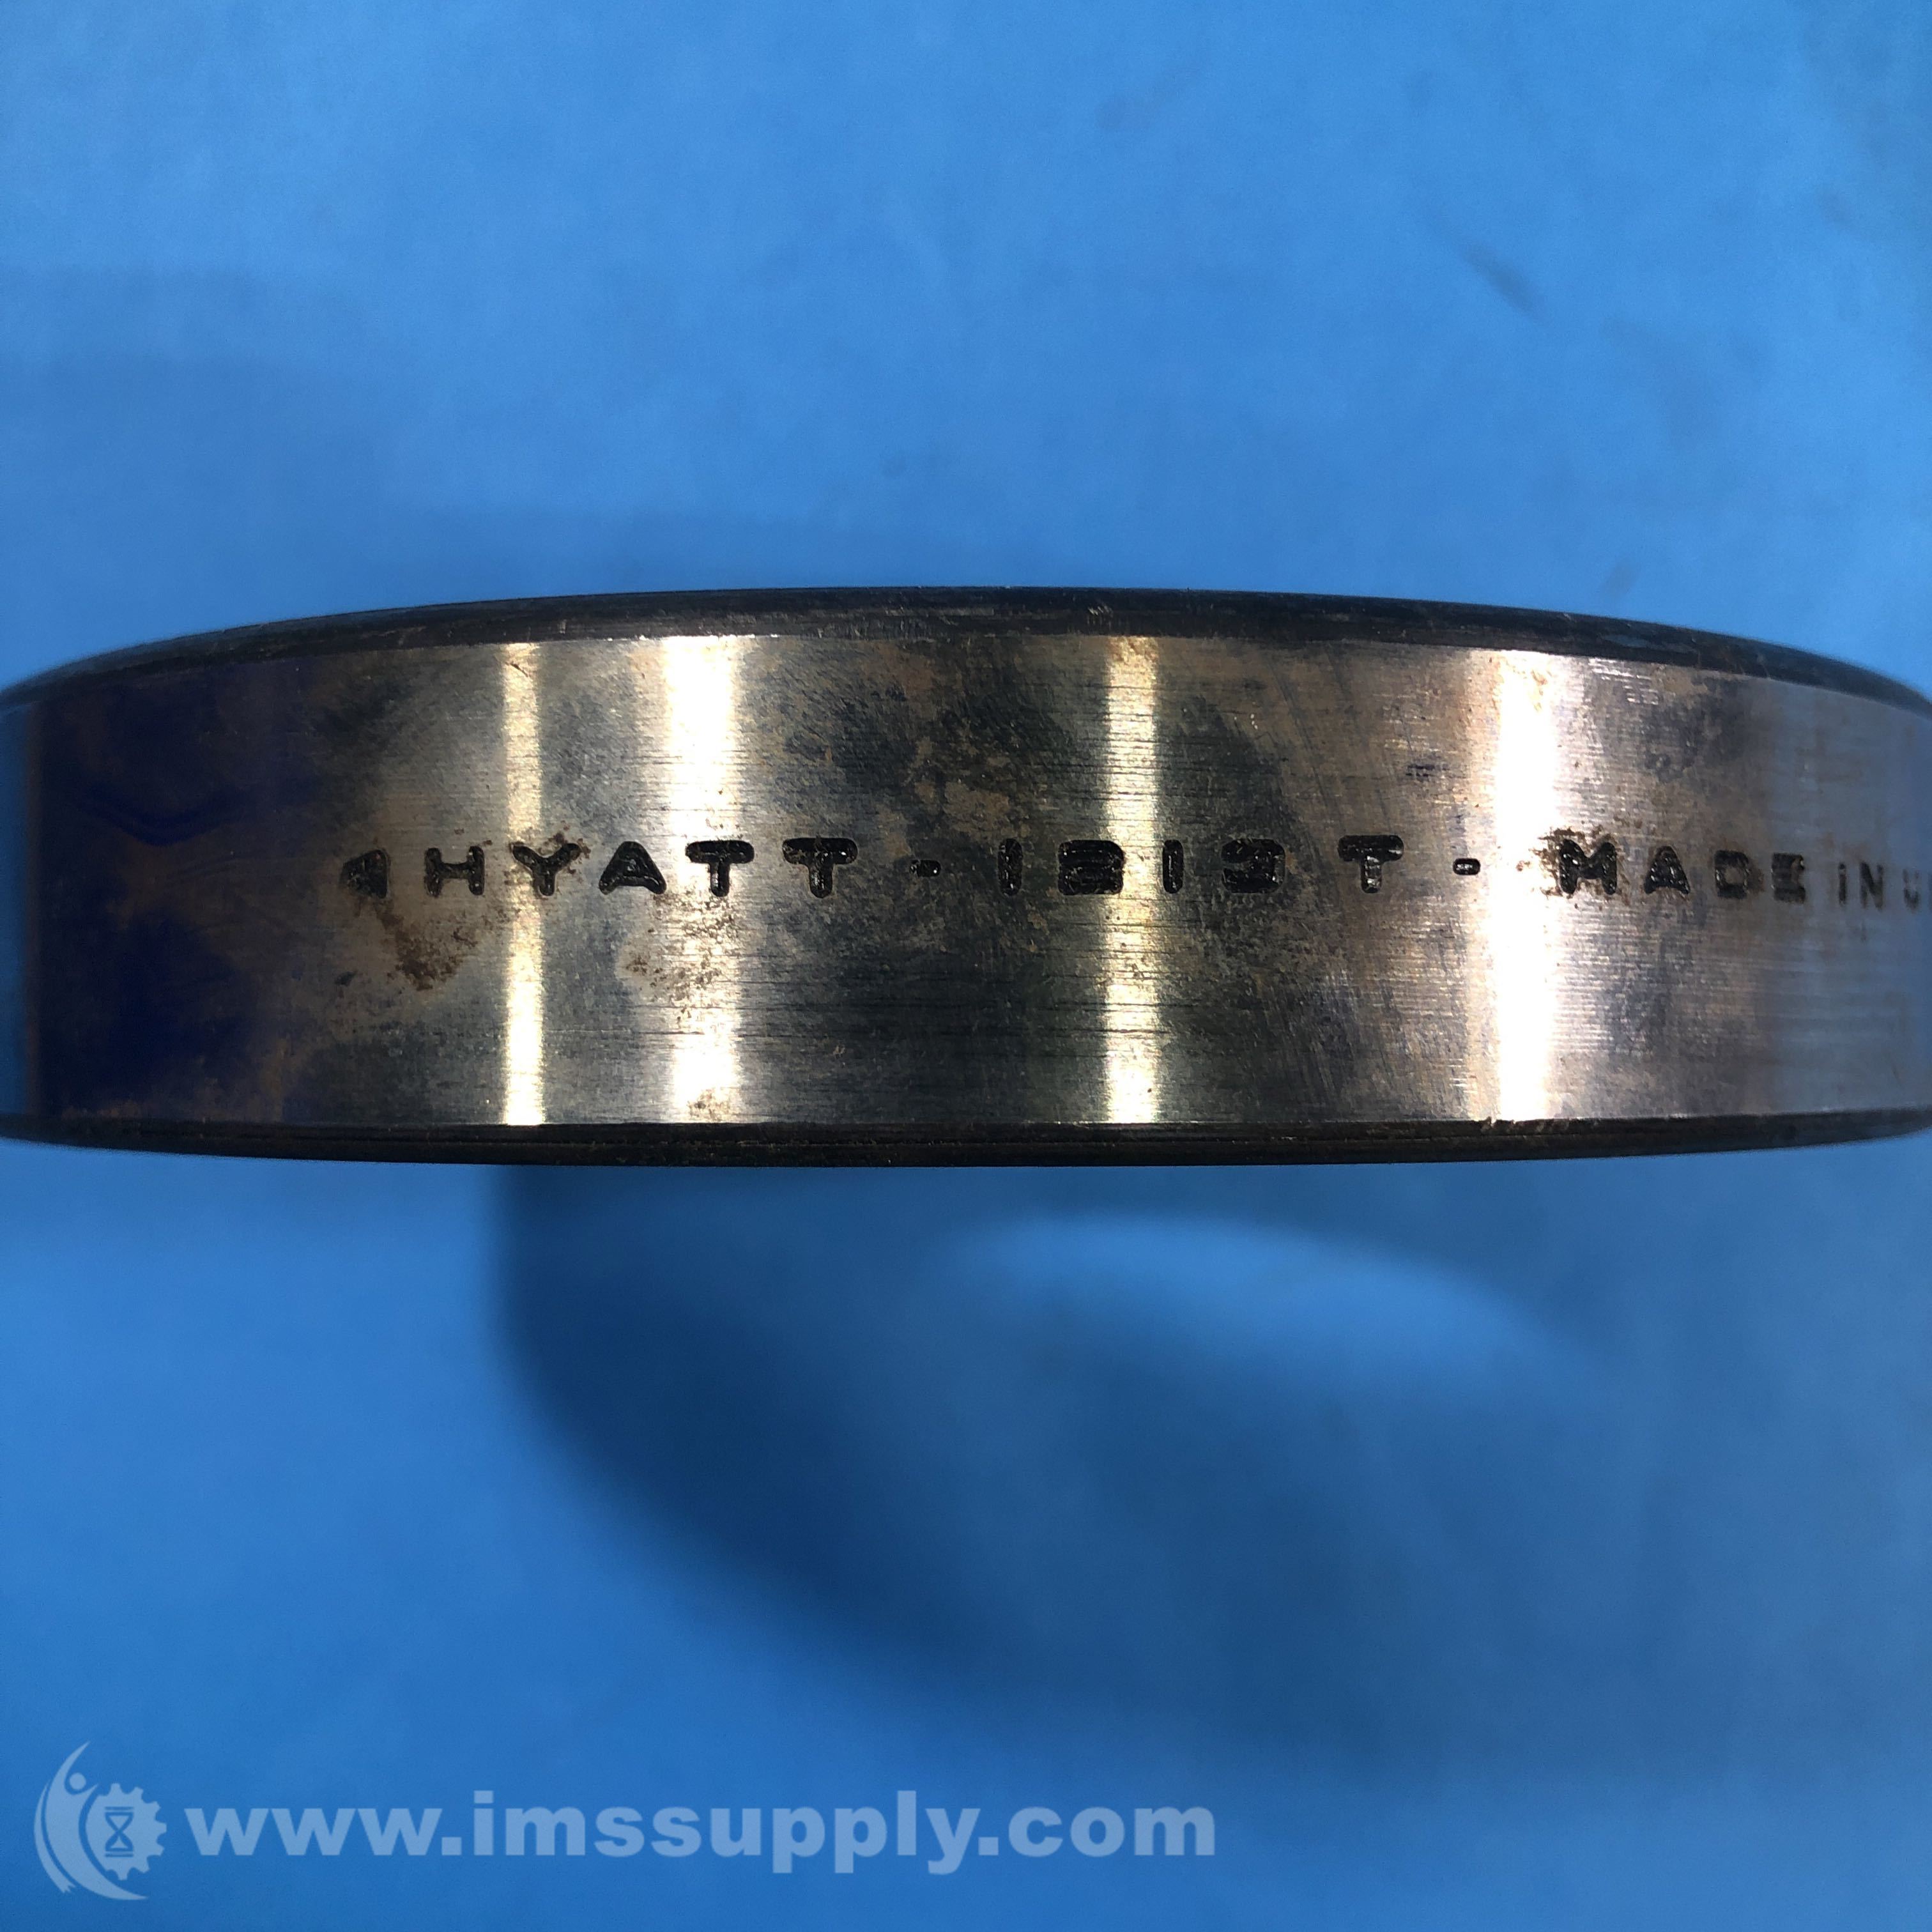 HYATT - 1213 T - MADE IN U
www.imssupply.com